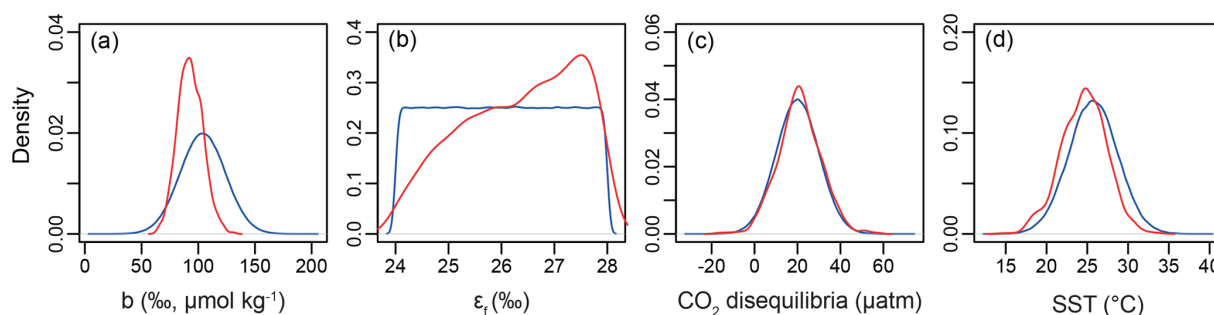 (a)
(b)
(c)
(d)
Density
0.00 0.02 0.04
0.0 0.1 0.2 0.3 0.4
0.00 0.02 0.04 0.06
0.00 0.10 0.20
0 50 100 150 200
24 25 26 27 28
-20 0 20 40 60
15 20 25 30 35 40
b (‰, μmol kg⁻¹)
εf (‰)
CO₂ disequilibria (μatm)
SST (°C)